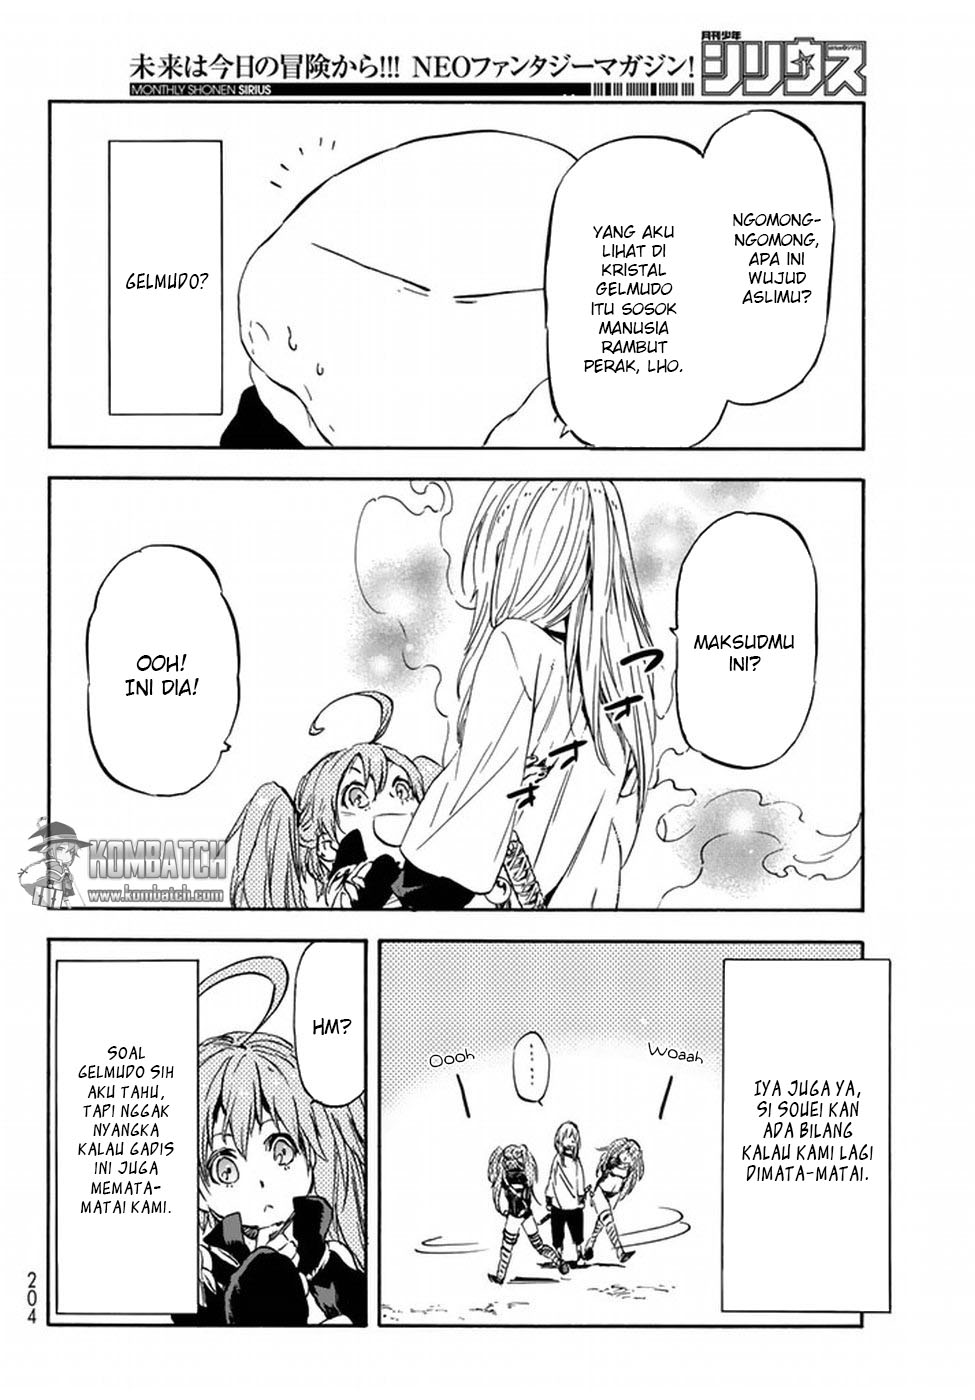 未来は今日の冒険から!!! NEOファンタジーマガジン!
月刊少年
シリウス
MONTHLY SHONEN SIRIUS
NGOMONG-
NGOMONG,
APA INI
WUJUD
ASLIMU?
YANG AKU
LIHAT DI
KRISTAL
GELMUDO
ITU SOSOK
MANUSIA
RAMBUT
PERAK, LHO.
GELMUDO?
MAKSUDMU
INI?
OOH!
INI DIA!
KOMBATCH
www.kombatch.com
IYA JUGA YA,
SI SOUEI KAN
ADA BILANG
KALAU KAMI LAGI
DIMATA-MATAI.
Woaah
......
Oooh
HM?
SOAL
GELMUDO SIH
AKU TAHU,
TAPI NGGAK
NYANGKA
KALAU GADIS
INI JUGA
MEMATA-
MATAI KAMI.
204